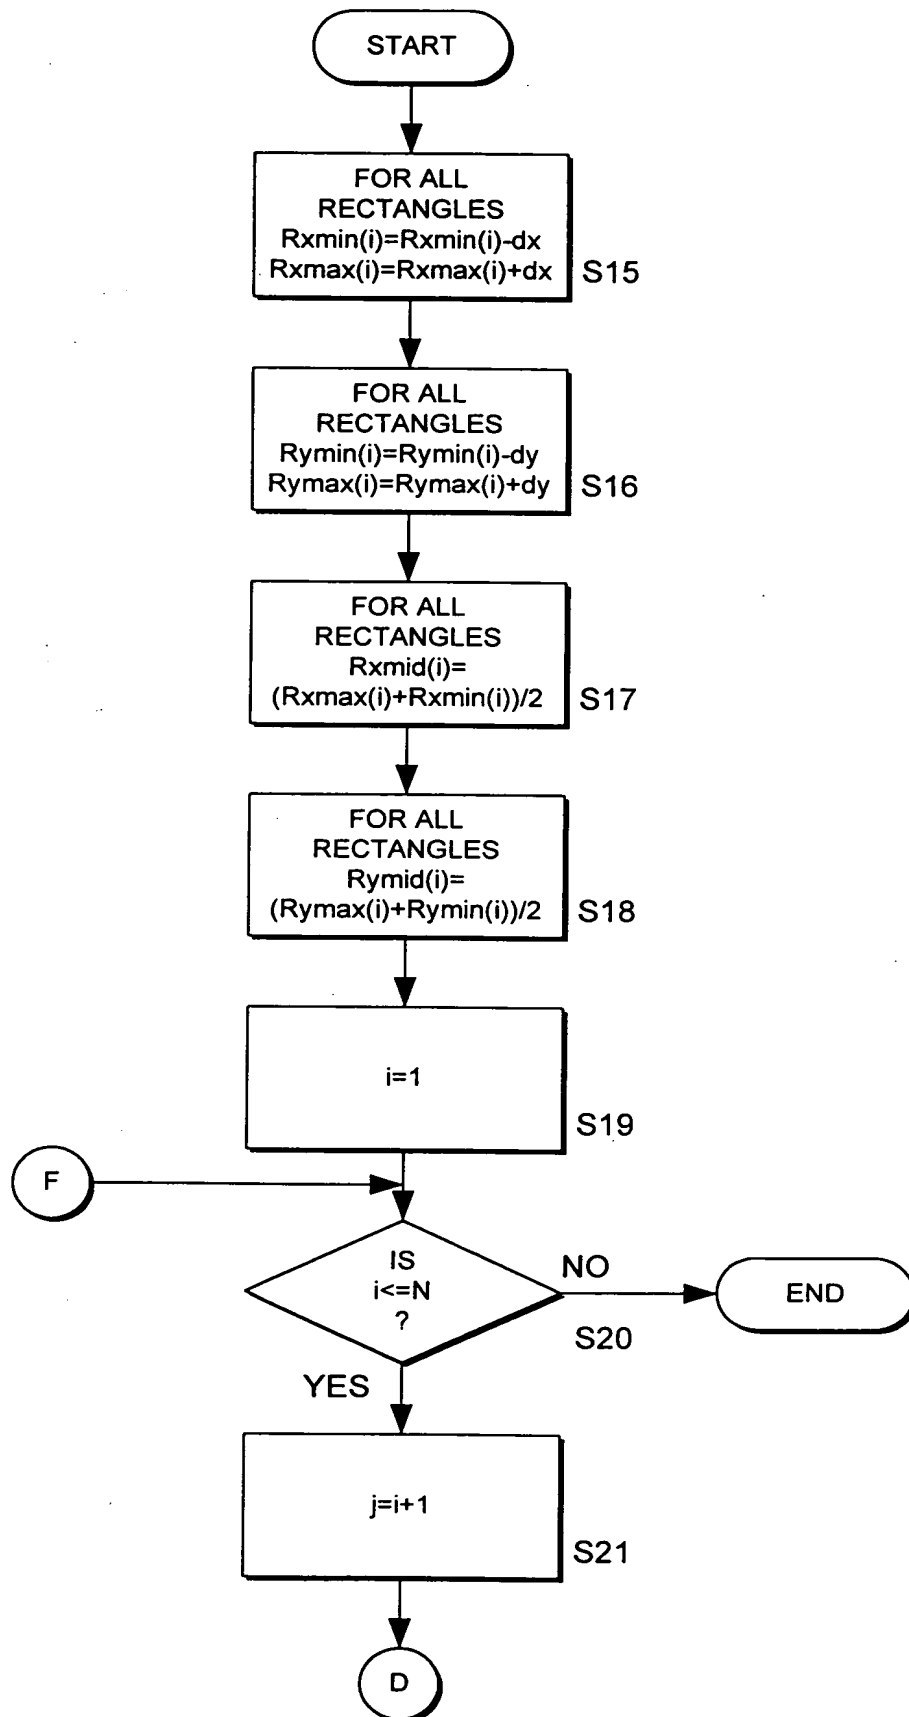 START
FOR ALL
RECTANGLES
Rxmin(i)=Rxmin(i)-dx
Rxmax(i)=Rxmax(i)+dx
S15
FOR ALL
RECTANGLES
Rymin(i)=Rymin(i)-dy
Rymax(i)=Rymax(i)+dy
S16
FOR ALL
RECTANGLES
Rxmid(i)=
(Rxmax(i)+Rxmin(i))/2
S17
FOR ALL
RECTANGLES
Rymid(i)=
(Rymax(i)+Rymin(i))/2
S18
i=1
S19
F
IS
i<=N
?
NO
END
S20
YES
j=i+1
S21
D